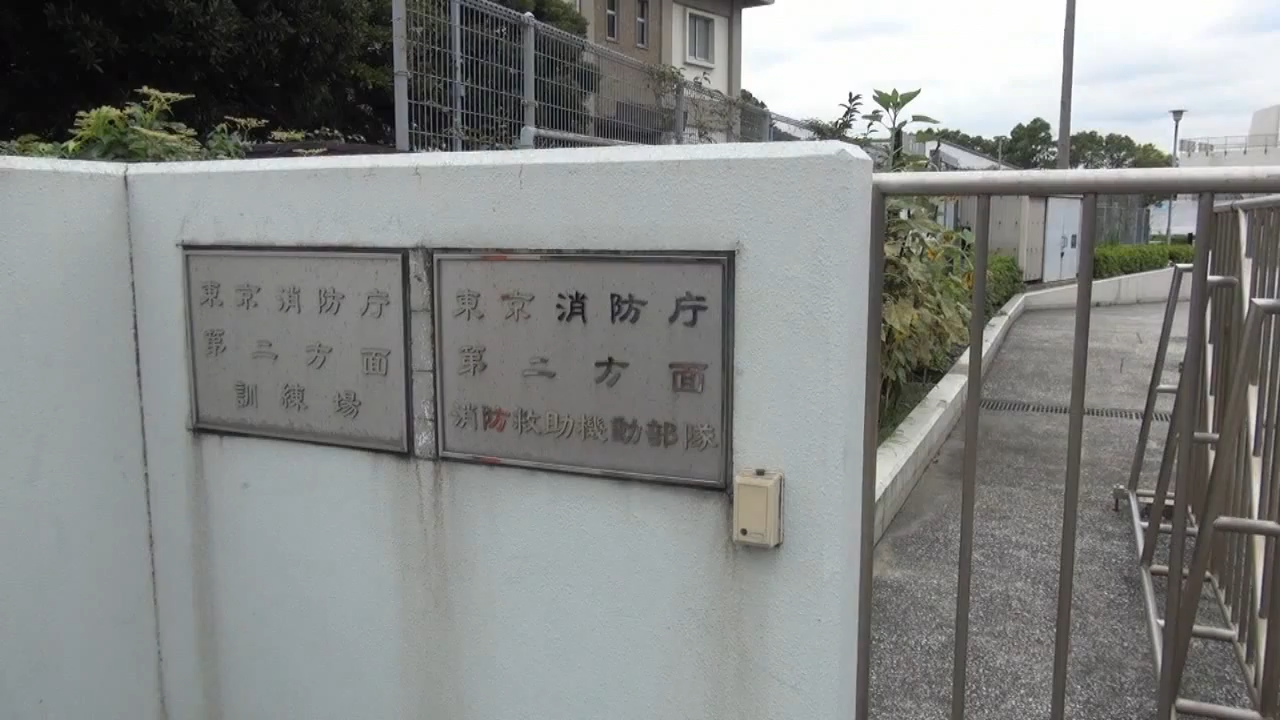 東京消防庁
第二方面
訓練場
東京消防庁
第二方面
消防救助機動部隊